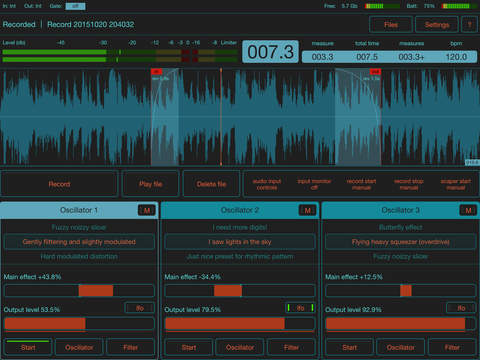 In: Int Out: Int Gate: off Free: 5.7 Gb Batt: 75%
Recorded | Record 20151020 204032 Files Settings ?
Level (db) -45 -30 -20 -12 -6 -3 0 -16 Limiter -8
007.3
measure total time measures bpm
003.3 007.5 003.3+ 120.0
Record Play file Delete file
audio input controls
input monitor off
record start manual
record stop manual
snaper start manual
Oscillator 1 M
Fuzzy noizzy slicer
Gently flittering and slightly modulated
Hard modulated distortion
Main effect +43.8%
Output level 53.5% lfo
Start Oscillator Filter
Oscillator 2 M
I need more digits!
I saw lights in the sky
Just nice preset for rhythmic pattern
Main effect -34.4%
Output level 79.5% lfo
Start Oscillator Filter
Oscillator 3 M
Butterfly effect
Flying heavy squeezer (overdrive)
Fuzzy noizzy slicer
Main effect +12.5%
Output level 92.9% lfo
Start Oscillator Filter